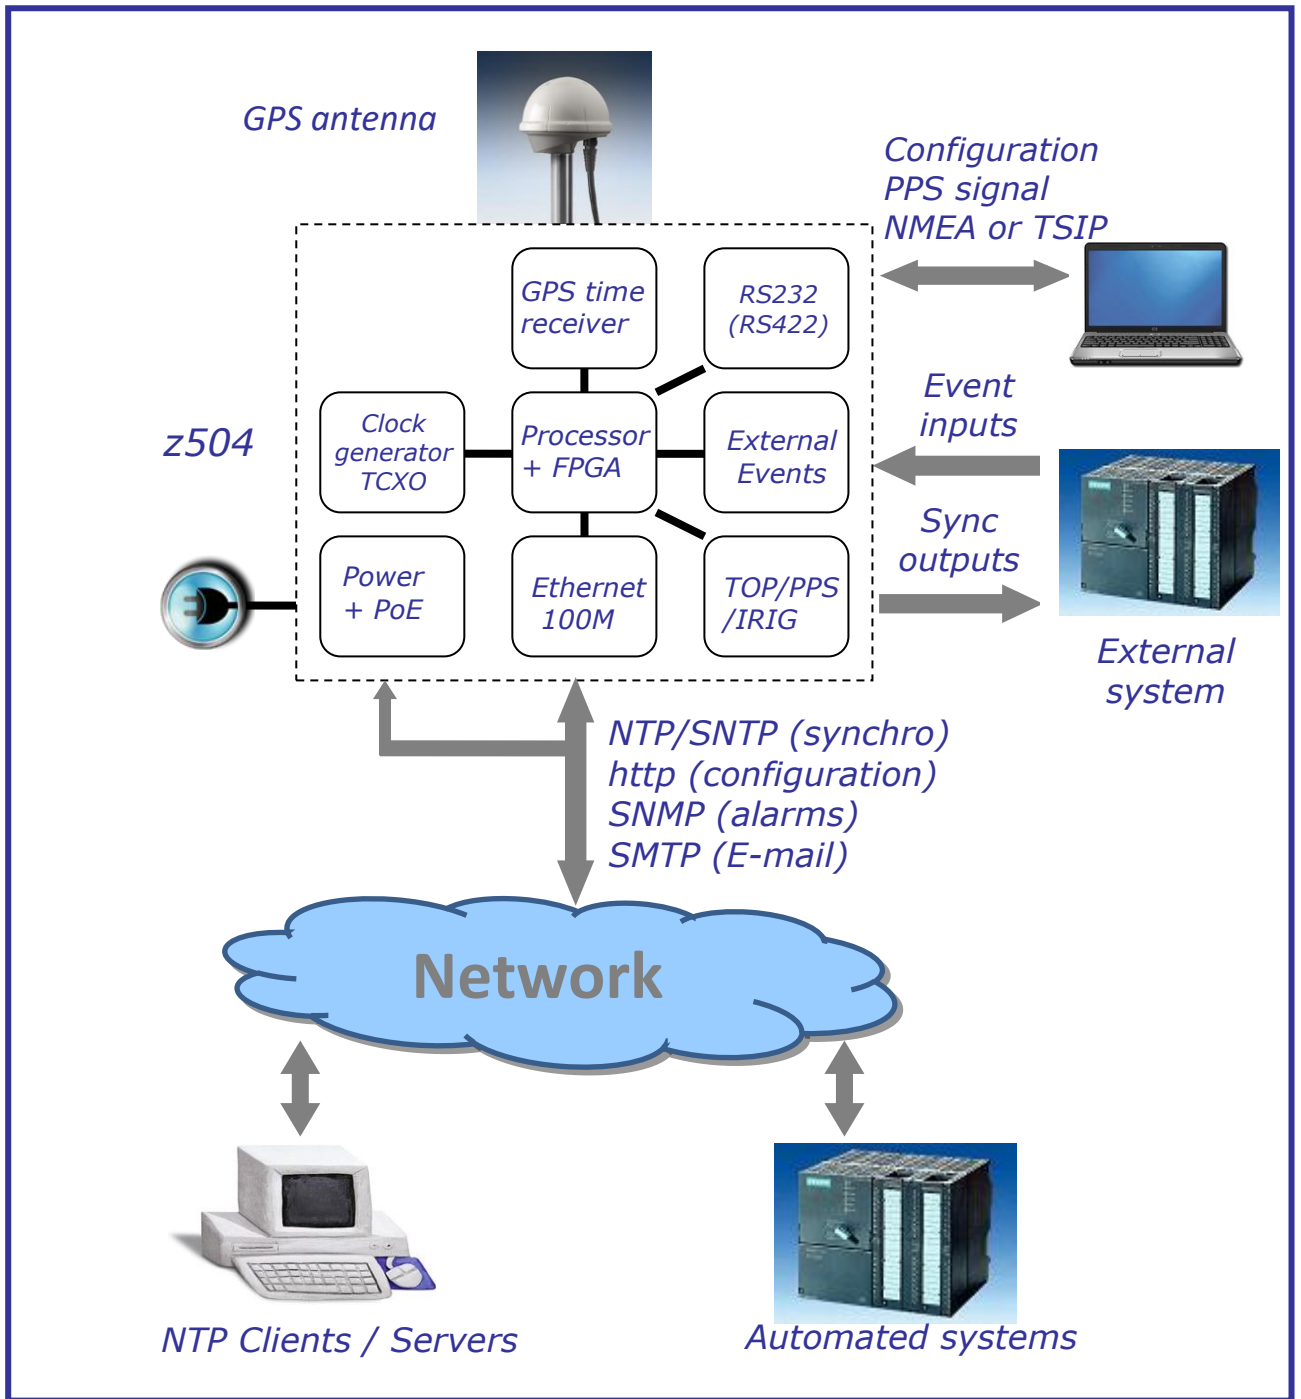 GPS antenna
Configuration
PPS signal
NMEA or TSIP
GPS time
receiver
RS232
(RS422)
z504
Clock
generator
TCXO
Processor
+ FPGA
External
Events
Event
inputs
Power
+ PoE
Ethernet
100M
TOP/PPS
/IRIG
Sync
outputs
External
system
NTP/SNTP (synchro)
http (configuration)
SNMP (alarms)
SMTP (E-mail)
Network
NTP Clients / Servers
Automated systems